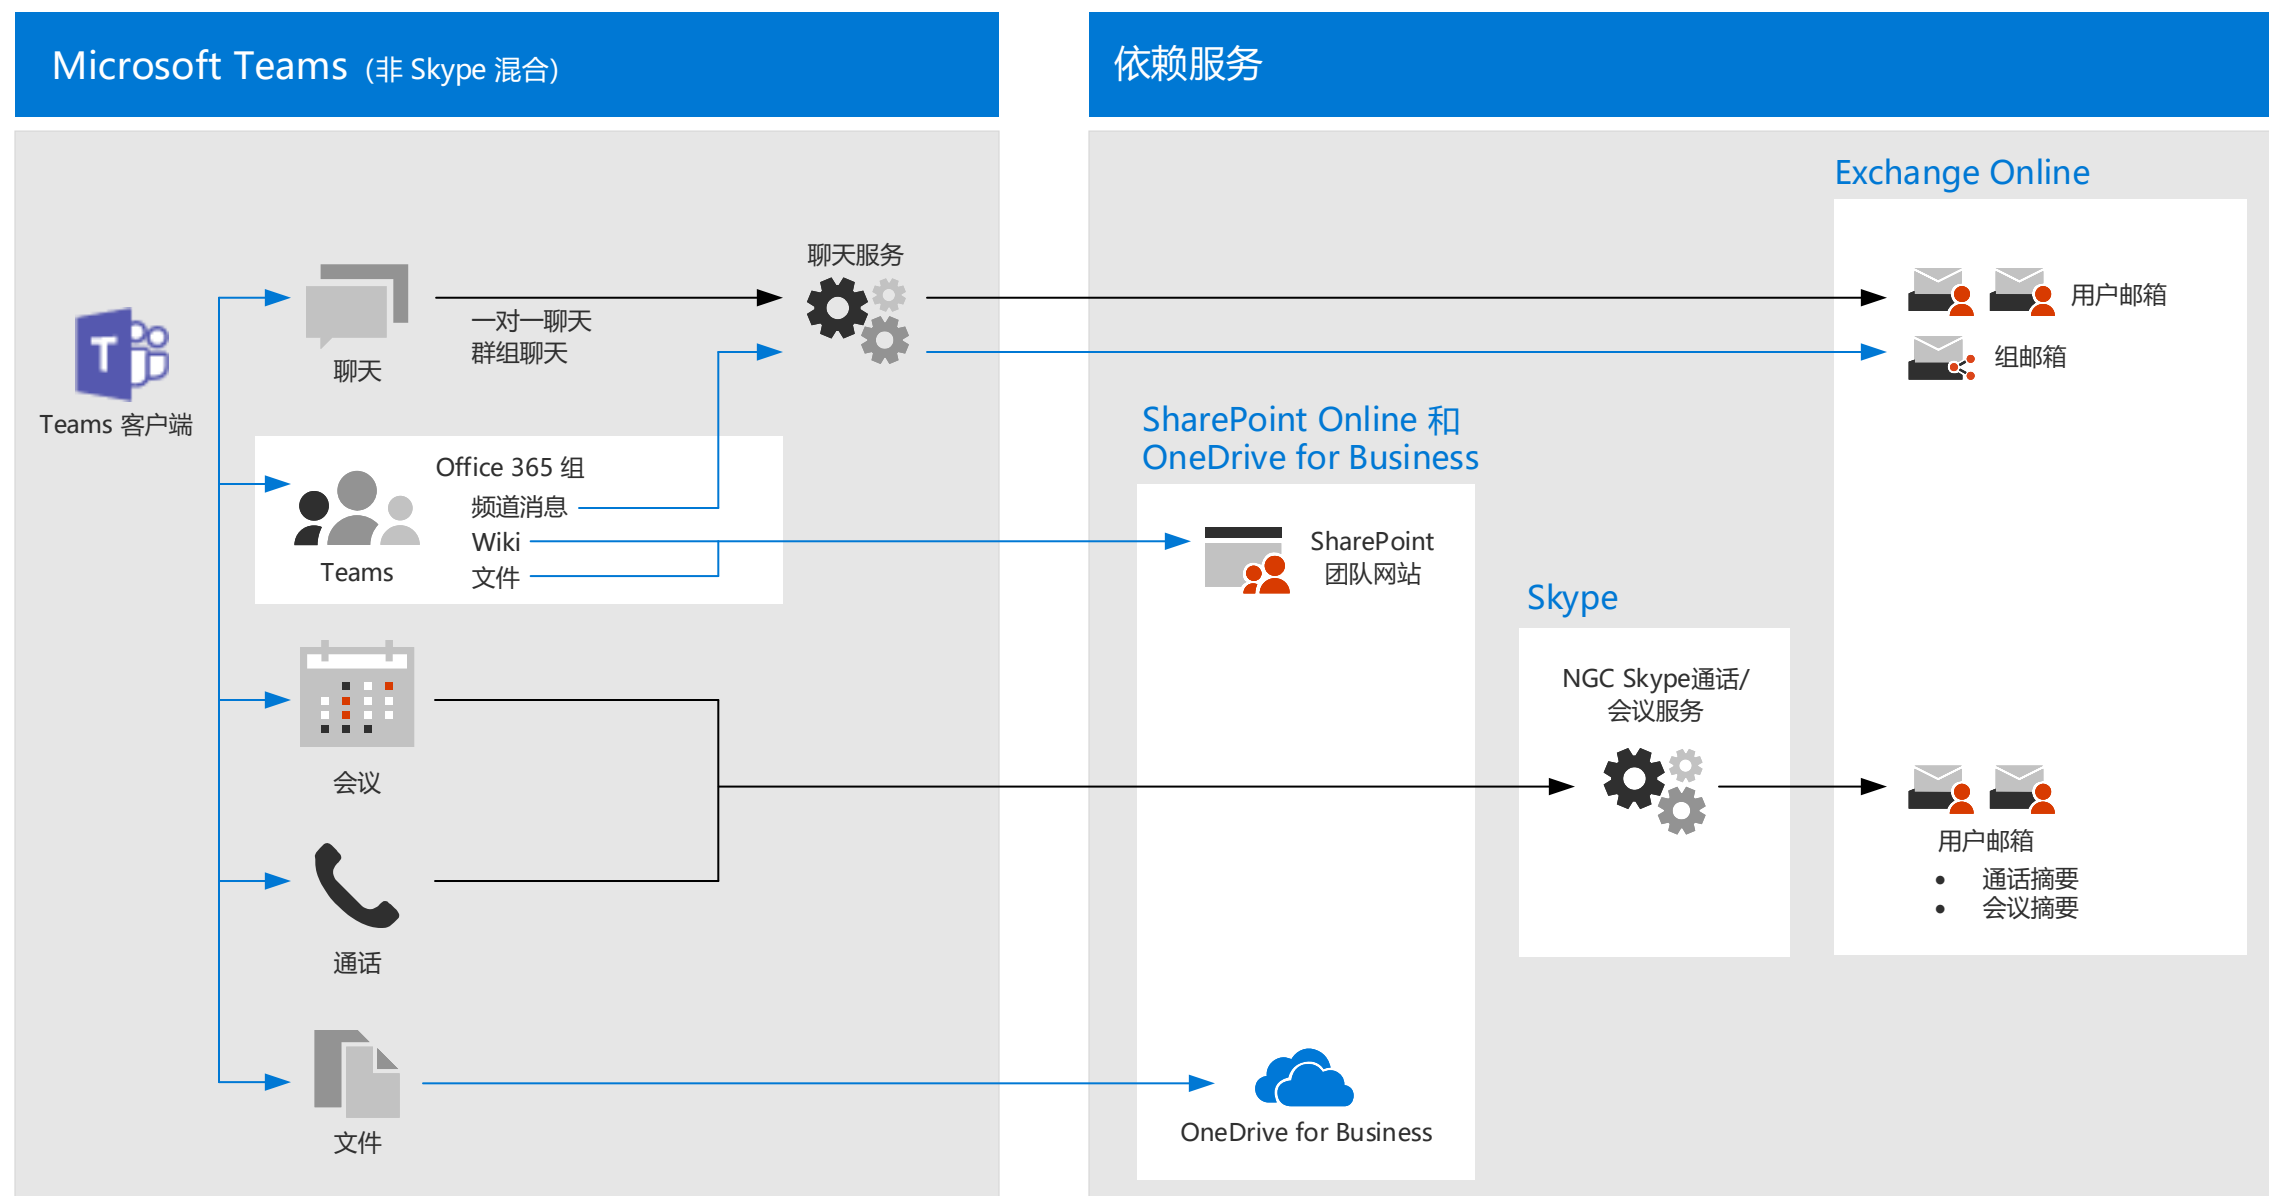 Microsoft Teams (非 Skype 混合)
依赖服务
Exchange Online
聊天服务
用户邮箱
一对一聊天
群组聊天
聊天
组邮箱
T
Teams 客户端
SharePoint Online 和
OneDrive for Business
Office 365 组
频道消息
Wiki
文件
Teams
SharePoint
团队网站
Skype
NGC Skype通话/
会议服务
会议
用户邮箱
• 通话摘要
• 会议摘要
通话
文件
OneDrive for Business